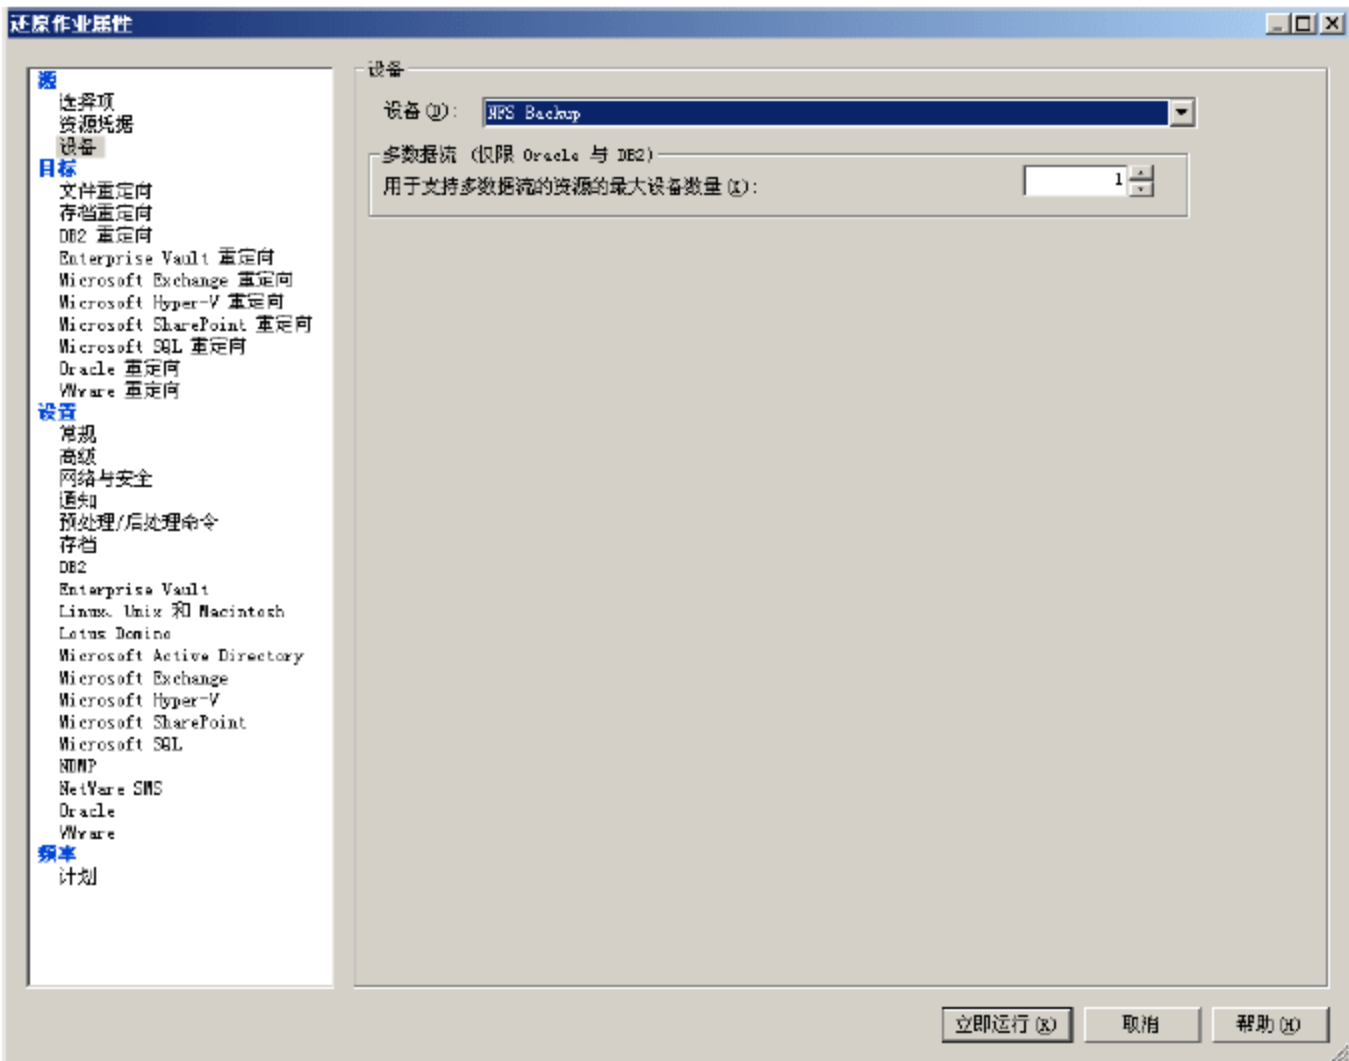 还原作业属性
源
选择项
资源凭据
设备
目标
文件重定向
存档重定向
DB2 重定向
Enterprise Vault 重定向
Microsoft Exchange 重定向
Microsoft Hyper-V 重定向
Microsoft SharePoint 重定向
Microsoft SQL 重定向
Oracle 重定向
VMware 重定向
设置
常规
高级
网络与安全
通知
预处理/后处理命令
存档
DB2
Enterprise Vault
Linux、Unix 和 Macintosh
Lotus Domino
Microsoft Active Directory
Microsoft Exchange
Microsoft Hyper-V
Microsoft SharePoint
Microsoft SQL
NDMP
NetWare SMS
Oracle
VMware
频率
计划
设备
设备(D): NFS Backup
多数据流 (仅限 Oracle 与 DB2)
用于支持多数据流的资源的最大设备数量(X): 1
立即运行(R) 取消 帮助(H)